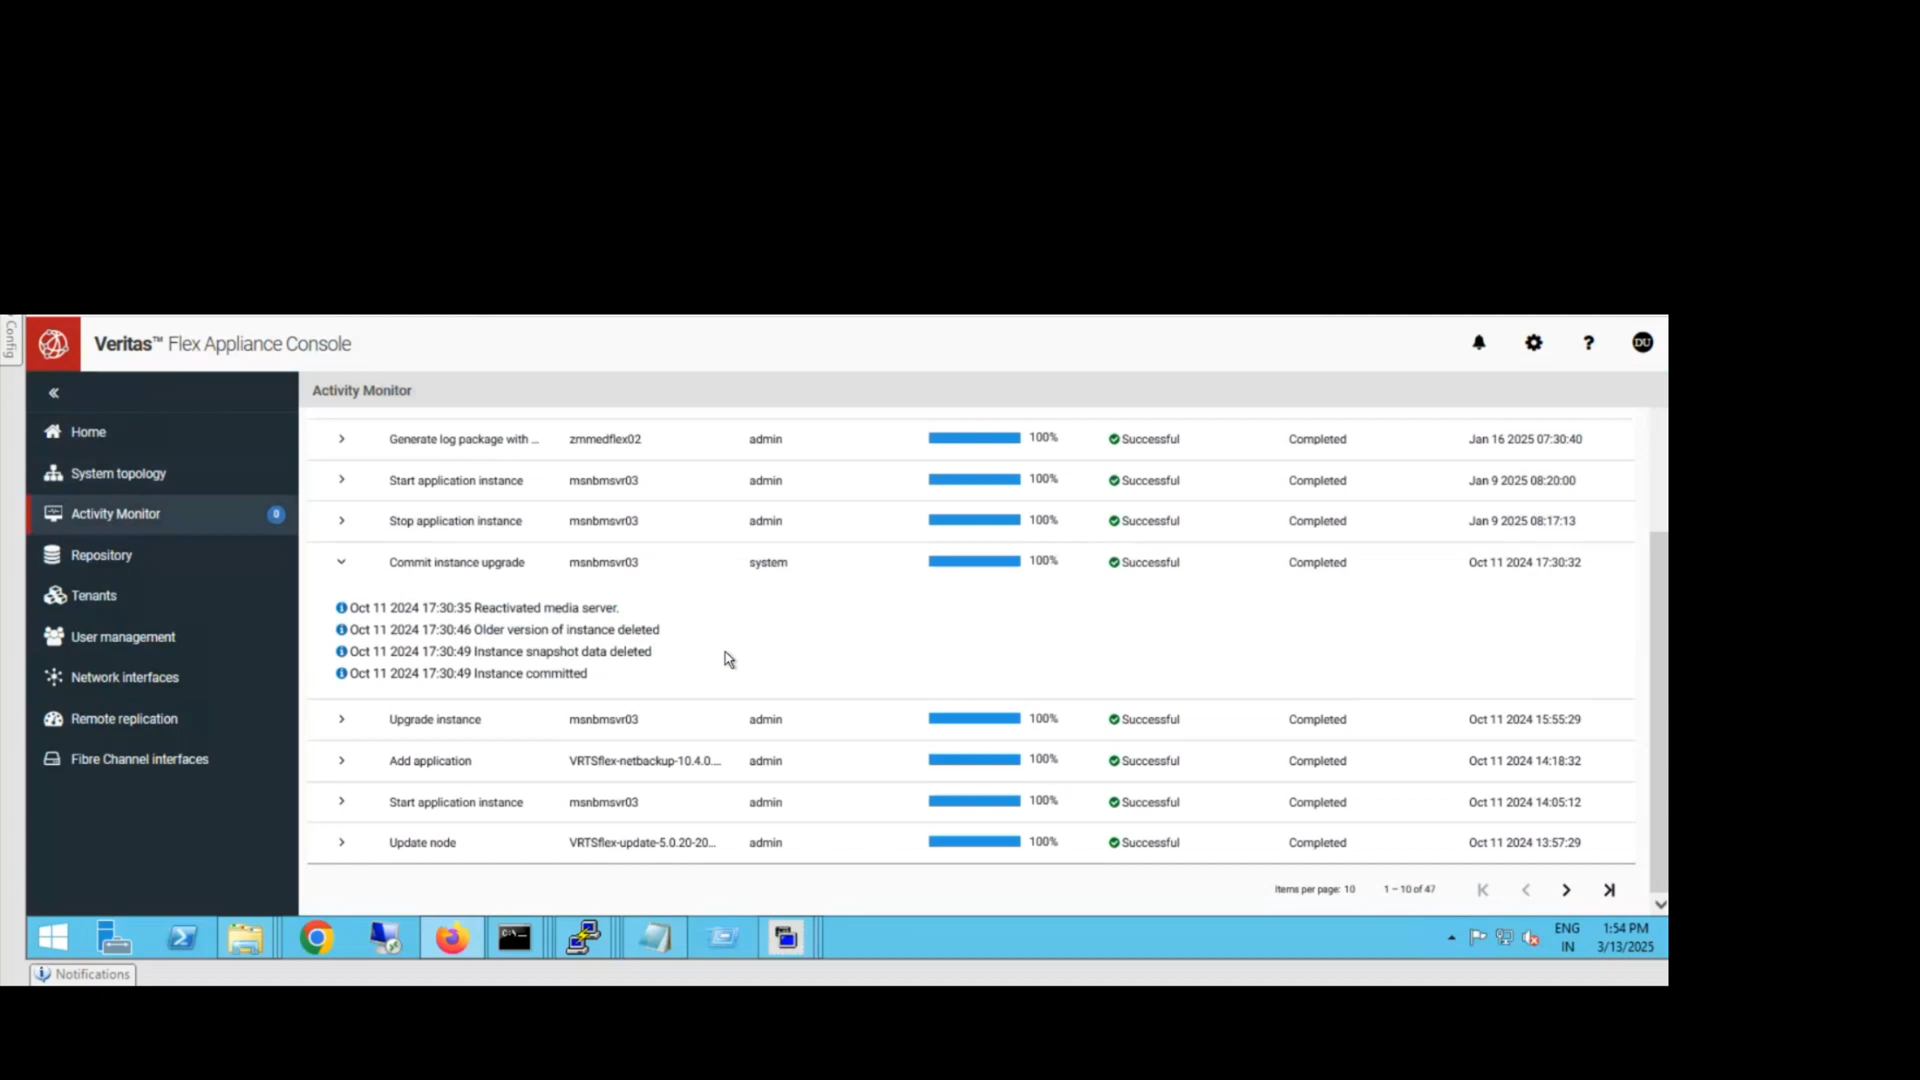 Config
Veritas™ Flex Appliance Console
? DU
«
Activity Monitor
Home
System topology
Activity Monitor 0
Repository
Tenants
User management
Network interfaces
Remote replication
Fibre Channel interfaces
Generate log package with ... zmmedflex02 admin 100% Successful Completed Jan 16 2025 07:30:40
Start application instance msnbmsvr03 admin 100% Successful Completed Jan 9 2025 08:20:00
Stop application instance msnbmsvr03 admin 100% Successful Completed Jan 9 2025 08:17:13
Commit instance upgrade msnbmsvr03 system 100% Successful Completed Oct 11 2024 17:30:32
Oct 11 2024 17:30:35 Reactivated media server.
Oct 11 2024 17:30:46 Older version of instance deleted
Oct 11 2024 17:30:49 Instance snapshot data deleted
Oct 11 2024 17:30:49 Instance committed
Upgrade instance msnbmsvr03 admin 100% Successful Completed Oct 11 2024 15:55:29
Add application VRTSflex-netbackup-10.4.0.... admin 100% Successful Completed Oct 11 2024 14:18:32
Start application instance msnbmsvr03 admin 100% Successful Completed Oct 11 2024 14:05:12
Update node VRTSflex-update-5.0.20-20... admin 100% Successful Completed Oct 11 2024 13:57:29
Items per page: 10 1 – 10 of 47
ENG 1:54 PM
IN 3/13/2025
Notifications